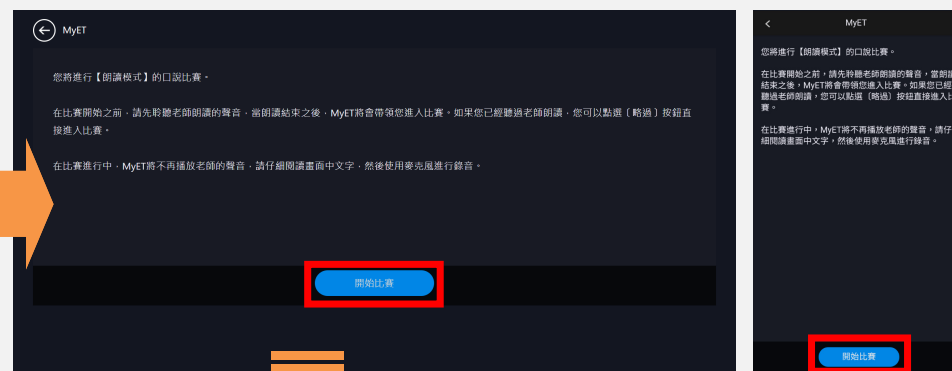 MyET
您將進行【朗讀模式】的口說比賽。
在比賽開始之前，請先聆聽老師朗讀的聲音，當朗讀結束之後，MyET將會帶領您進入比賽。如果您已經聽過老師朗讀，您可以點選〔略過〕按鈕直
接進入比賽。
在比賽進行中，MyET將不再播放老師的聲音，請仔細閱讀畫面中文字，然後使用麥克風進行錄音。
開始比賽
MyET
您將進行【朗讀模式】的口說比賽。
在比賽開始之前，請先聆聽老師朗讀的聲音，當朗
結束之後，MyET將會帶領您進入比賽。如果您已經
聽過老師朗讀，您可以點選〔略過〕按鈕直接進入
賽。
在比賽進行中，MyET將不再播放老師的聲音，請仔
細閱讀畫面中文字，然後使用麥克風進行錄音。
開始比賽